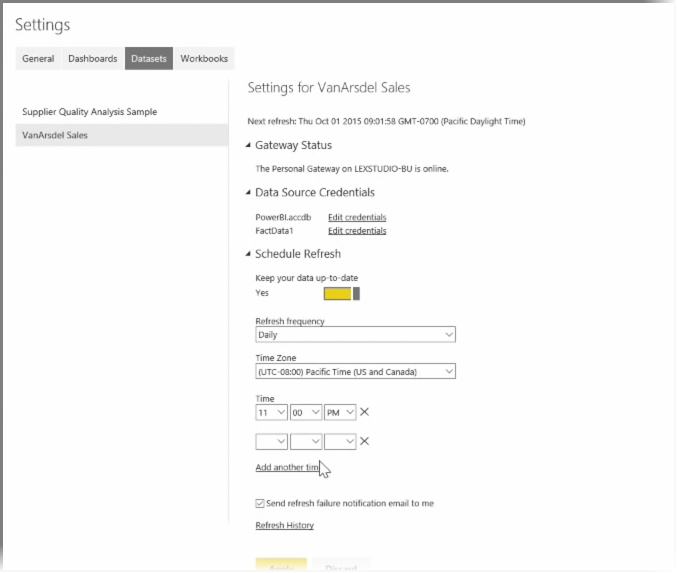 Settings
General Dashboards Datasets Workbooks
Supplier Quality Analysis Sample
VanArsdel Sales
Settings for VanArsdel Sales
Next refresh: Thu Oct 01 2015 09:01:58 GMT-0700 (Pacific Daylight Time)
Gateway Status
The Personal Gateway on LEXSTUDIO-BU is online.
Data Source Credentials
PowerBI.accdb Edit credentials
FactData1 Edit credentials
Schedule Refresh
Keep your data up-to-date
Yes
Refresh frequency
Daily
Time Zone
(UTC-08:00) Pacific Time (US and Canada)
Time
11 00 PM
Add another tim
Send refresh failure notification email to me
Refresh History
Apply Discard